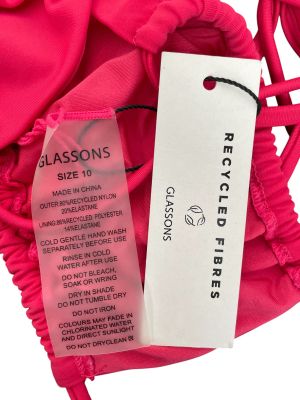 GLASSONS
SIZE 10
MADE IN CHINA
OUTER:80%RECYCLED NYLON
20%ELASTANE
LINING:86%RECYCLED POLYESTER
14%ELASTANE
COLD GENTLE HAND WASH
SEPARATELY BEFORE USE
RINSE IN COLD
WATER AFTER USE
DO NOT BLEACH,
SOAK OR WRING
DRY IN SHADE
DO NOT TUMBLE DRY
DO NOT IRON
COLOURS MAY FADE IN
CHLORINATED WATER
AND DIRECT SUNLIGHT
DO NOT DRYCLEAN
RECYCLED FIBRES
GLASSONS